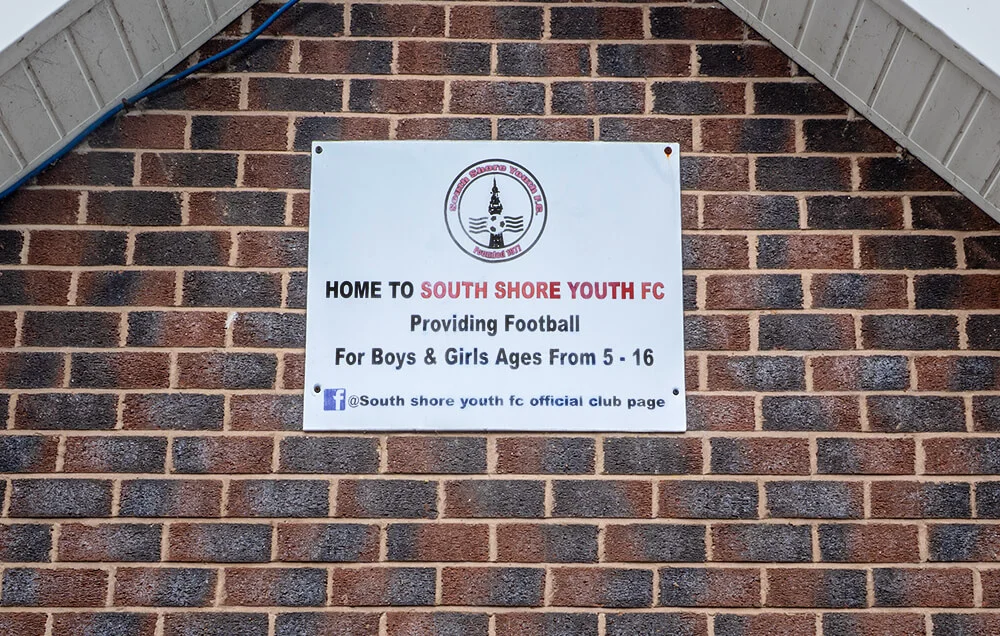 South Shore Youth F.C.
Founded 1971
HOME TO SOUTH SHORE YOUTH FC
Providing Football
For Boys & Girls Ages From 5 - 16
f @South shore youth fc official club page